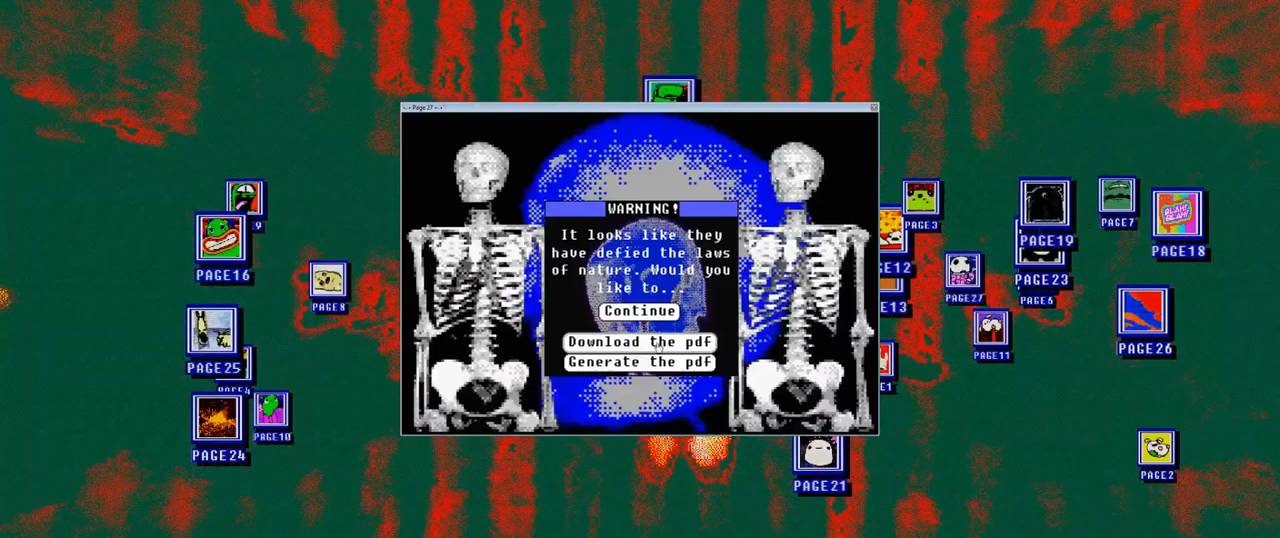 Page 27
WARNING!
It looks like they
have defied the laws
of nature. Would you
like to...
Continue
Download the pdf
Generate the pdf
PAGE16
PAGE8
PAGE25
PAGE24
PAGE10
PAGE3
PAGE19
PAGE7
PAGE18
BLAH!
BLAH!
PAGE23
PAGE27
PAGE6
PAGE11
PAGE26
PAGE21
PAGE2